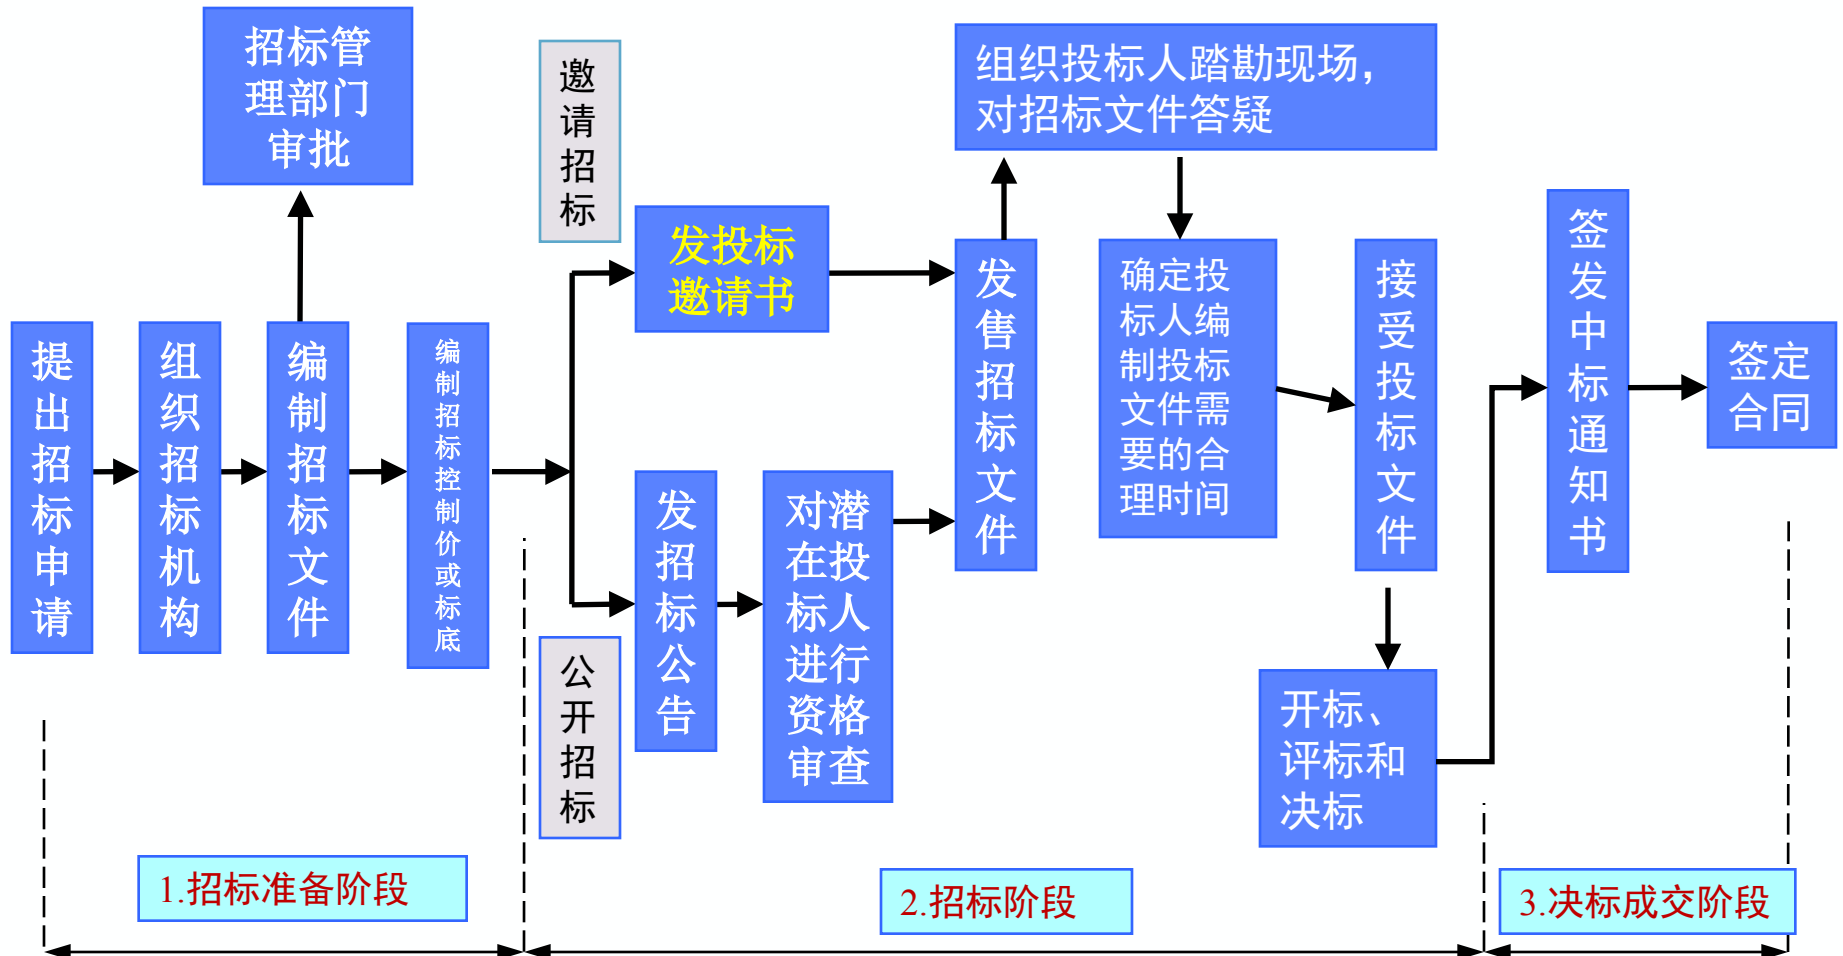 招标管
理部门
审批
提出招标申请
组织招标机构
编制招标文件
编制招标控制价或标底
邀请招标
发投标
邀请书
公开招标
发招标公告
对潜
在投
标人
进行
资格
审查
发售招标文件
组织投标人踏勘现场，
对招标文件答疑
确定投
标人编
制投标
文件需
要的合
理时间
接受投标文件
开标、
评标和
决标
签发中标通知书
签定
合同
1.招标准备阶段
2.招标阶段
3.决标成交阶段